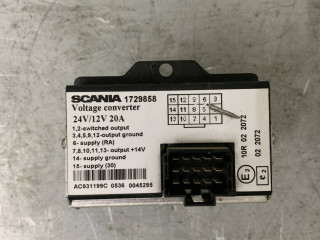 SCANIA 1729858
Voltage converter
24V/12V 20A
1,2-switched output
3,4,5,9,12-output ground
6- supply (RA)
7,8,10,11,13- output +14V
14- supply ground
15- supply (30)
AC931199C 0536 0045295
15 12 9 6 3
14 11 8 5 2
13 10 7 4 1
10R 02 2072
02 2072
E2
e2